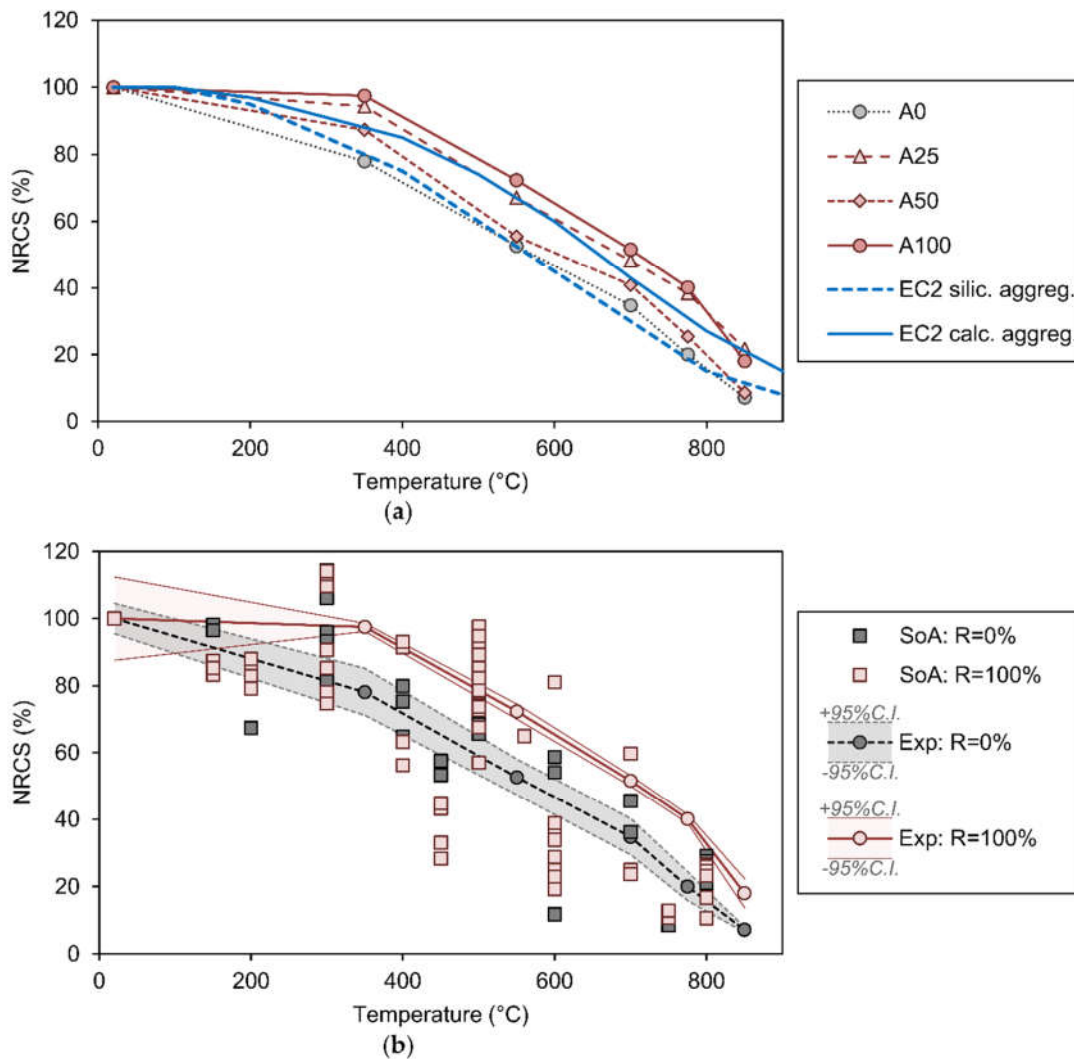 120
100
80
60
40
20
0
NRCS (%)
0 200 400 600 800
Temperature (°C)
(a)
A0
A25
A50
A100
EC2 silic. aggreg.
EC2 calc. aggreg.
120
100
80
60
40
20
0
NRCS (%)
0 200 400 600 800
Temperature (°C)
(b)
SoA: R=0%
SoA: R=100%
+95%C.I.
Exp: R=0%
-95%C.I.
+95%C.I.
Exp: R=100%
-95%C.I.